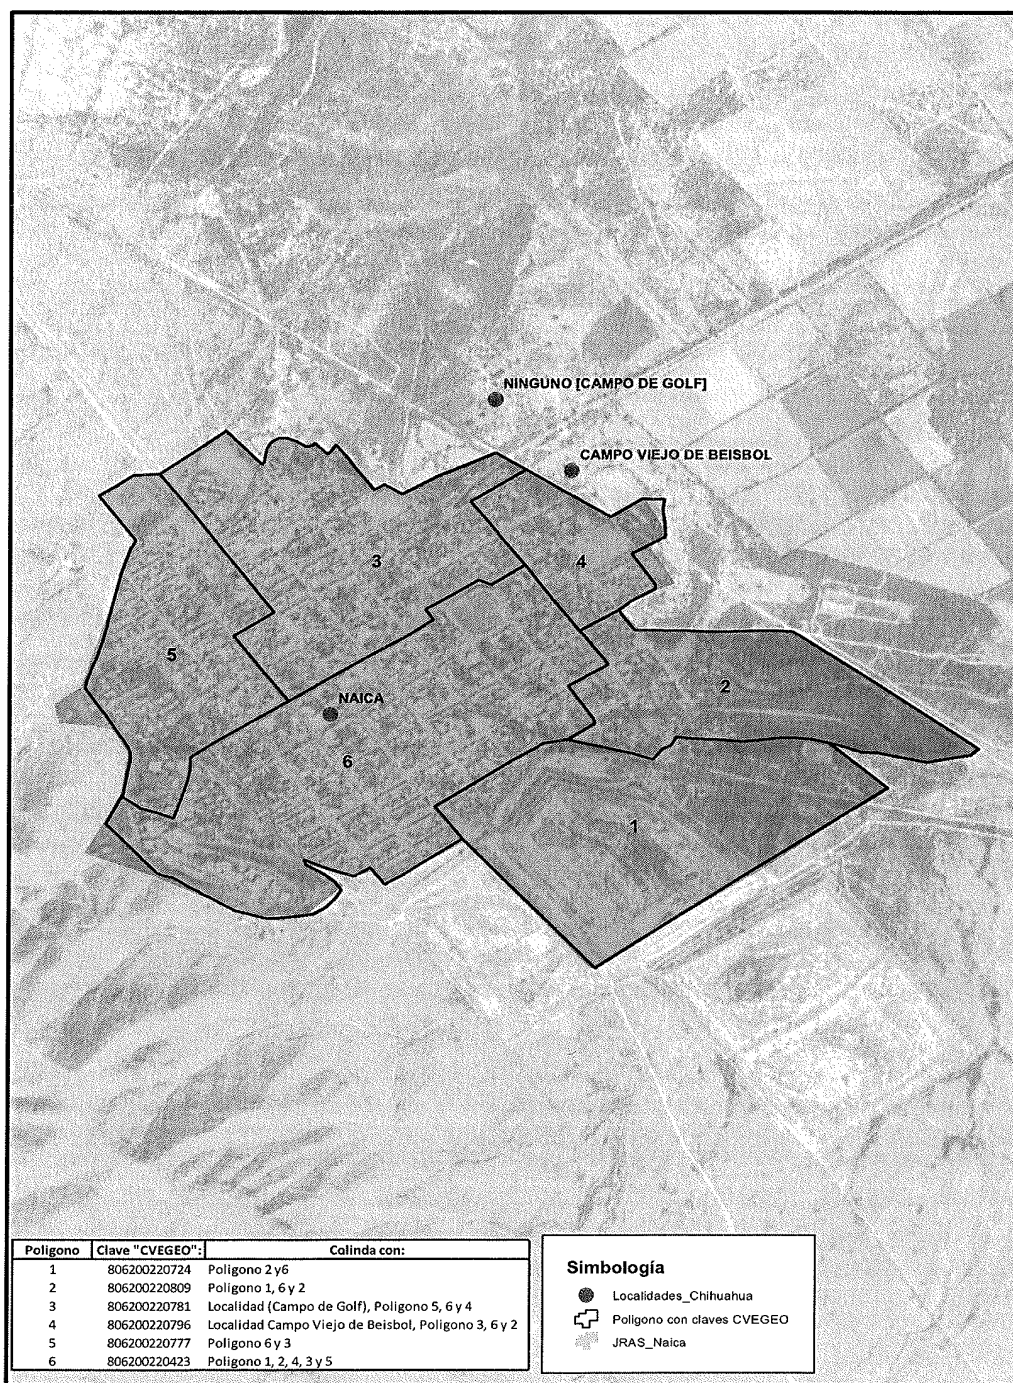 NINGUNO [CAMPO DE GOLF]
CAMPO VIEJO DE BEISBOL
3
4
5
2
NAICA
6
1
Poligono Clave "CVEGEO": Colinda con:
1 806200220724 Poligono 2 y6
2 806200220809 Poligono 1, 6 y 2
3 806200220781 Localidad (Campo de Golf), Poligono 5, 6 y 4
4 806200220796 Localidad Campo Viejo de Beisbol, Poligono 3, 6 y 2
5 806200220777 Poligono 6 y 3
6 806200220423 Poligono 1, 2, 4, 3 y 5
Simbología
Localidades_Chihuahua
Poligono con claves CVEGEO
JRAS_Naica